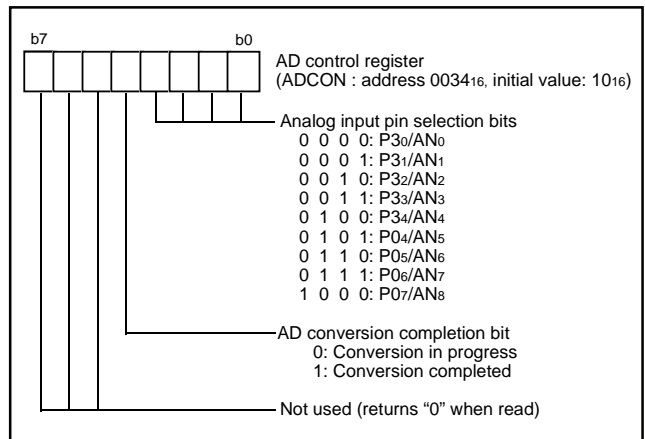 b7 b0
AD control register
(ADCON : address 0034₁₆, initial value: 10₁₆)
Analog input pin selection bits
0 0 0 0: P3₀/AN₀
0 0 0 1: P3₁/AN₁
0 0 1 0: P3₂/AN₂
0 0 1 1: P3₃/AN₃
0 1 0 0: P3₄/AN₄
0 1 0 1: P0₄/AN₅
0 1 1 0: P0₅/AN₆
0 1 1 1: P0₆/AN₇
1 0 0 0: P0₇/AN₈
AD conversion completion bit
0: Conversion in progress
1: Conversion completed
Not used (returns “0” when read)